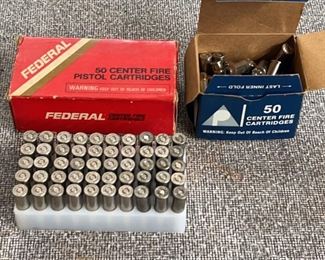 FEDERAL
50 CENTER FIRE
PISTOL CARTRIDGES
WARNING: KEEP OUT OF REACH OF CHILDREN
FEDERAL
LAST INNER FOLD
50
CENTER FIRE
CARTRIDGES
WARNING: Keep Out Of Reach Of Children